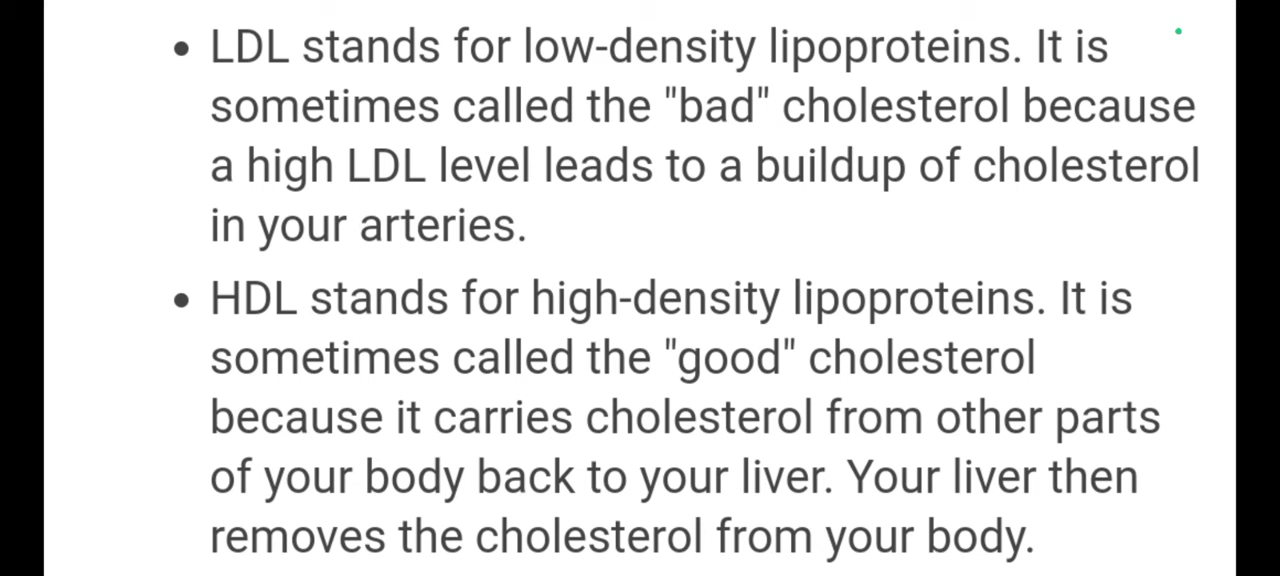 • LDL stands for low-density lipoproteins. It is
sometimes called the "bad" cholesterol because
a high LDL level leads to a buildup of cholesterol
in your arteries.
• HDL stands for high-density lipoproteins. It is
sometimes called the "good" cholesterol
because it carries cholesterol from other parts
of your body back to your liver. Your liver then
removes the cholesterol from your body.